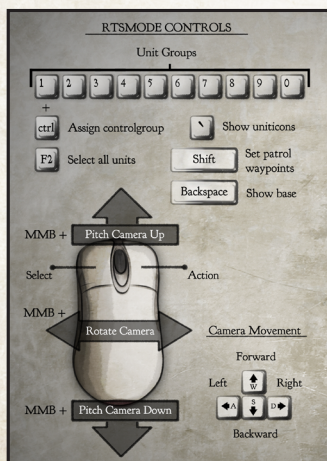 RTSMODE CONTROLS
Unit Groups
1 2 3 4 5 6 7 8 9 0
+
ctrl Assign controlgroup
` Show uniticons
F2 Select all units
Shift Set patrol
waypoints
Backspace Show base
MMB + Pitch Camera Up
Select Action
MMB +
Rotate Camera
Camera Movement
Forward
Left W Right
A S D
Backward
MMB + Pitch Camera Down